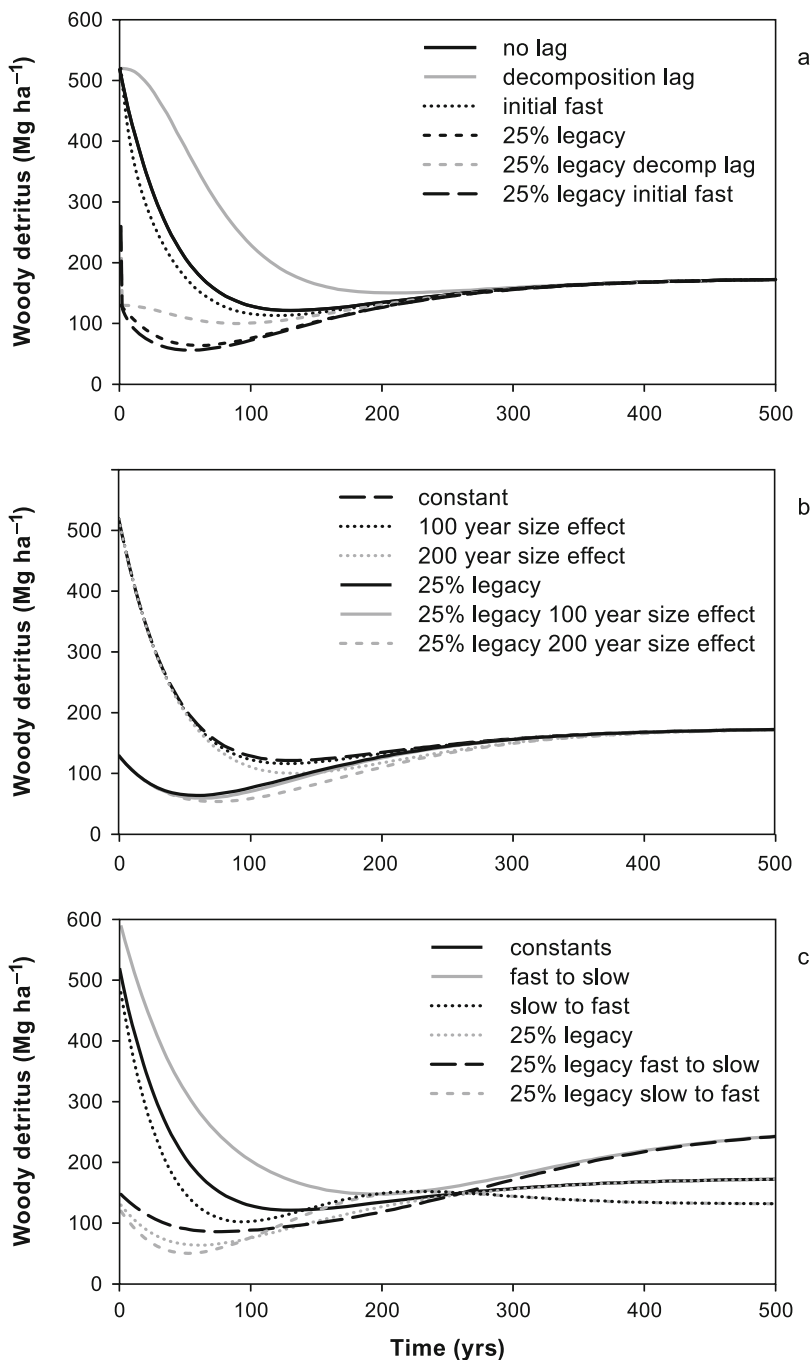 a
Woody detritus (Mg ha⁻¹)
600
500
400
300
200
100
0
no lag
decomposition lag
initial fast
25% legacy
25% legacy decomp lag
25% legacy initial fast
0 100 200 300 400 500
b
Woody detritus (Mg ha⁻¹)
500
400
300
200
100
0
constant
100 year size effect
200 year size effect
25% legacy
25% legacy 100 year size effect
25% legacy 200 year size effect
0 100 200 300 400 500
c
Woody detritus (Mg ha⁻¹)
600
500
400
300
200
100
0
constants
fast to slow
slow to fast
25% legacy
25% legacy fast to slow
25% legacy slow to fast
0 100 200 300 400 500
Time (yrs)